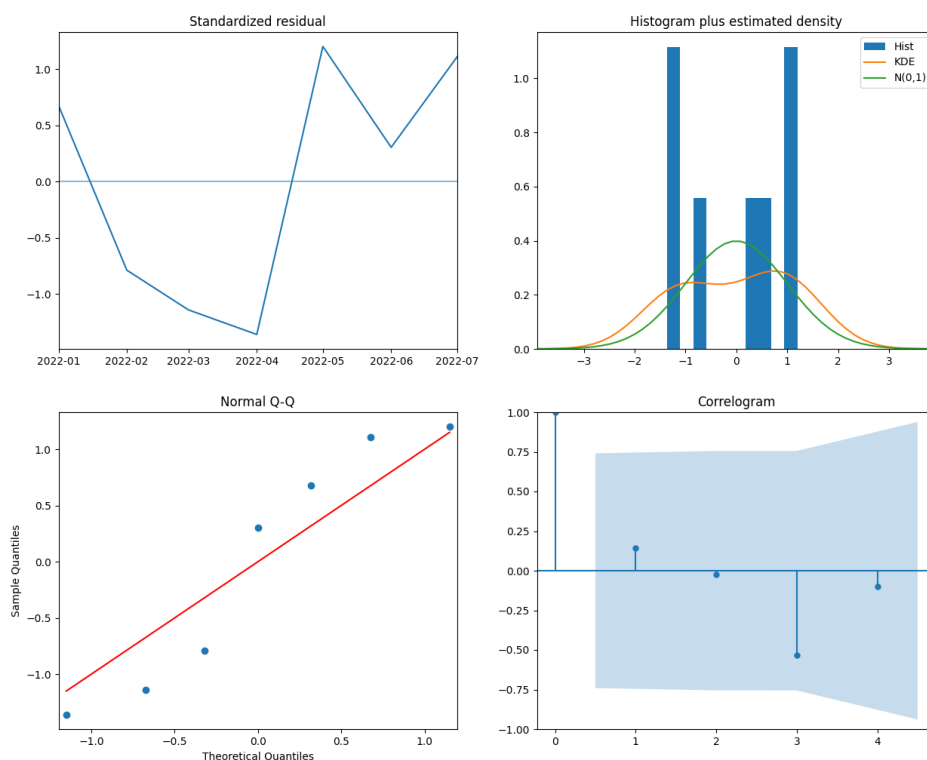 Standardized residual
1.0
0.5
0.0
−0.5
−1.0
2022-01 2022-02 2022-03 2022-04 2022-05 2022-06 2022-07
Histogram plus estimated density
Hist
KDE
N(0,1)
1.0
0.8
0.6
0.4
0.2
0.0
−3 −2 −1 0 1 2 3
Normal Q-Q
Sample Quantiles
1.0
0.5
0.0
−0.5
−1.0
−1.0 −0.5 0.0 0.5 1.0
Theoretical Quantiles
Correlogram
1.00
0.75
0.50
0.25
0.00
−0.25
−0.50
−0.75
−1.00
0 1 2 3 4